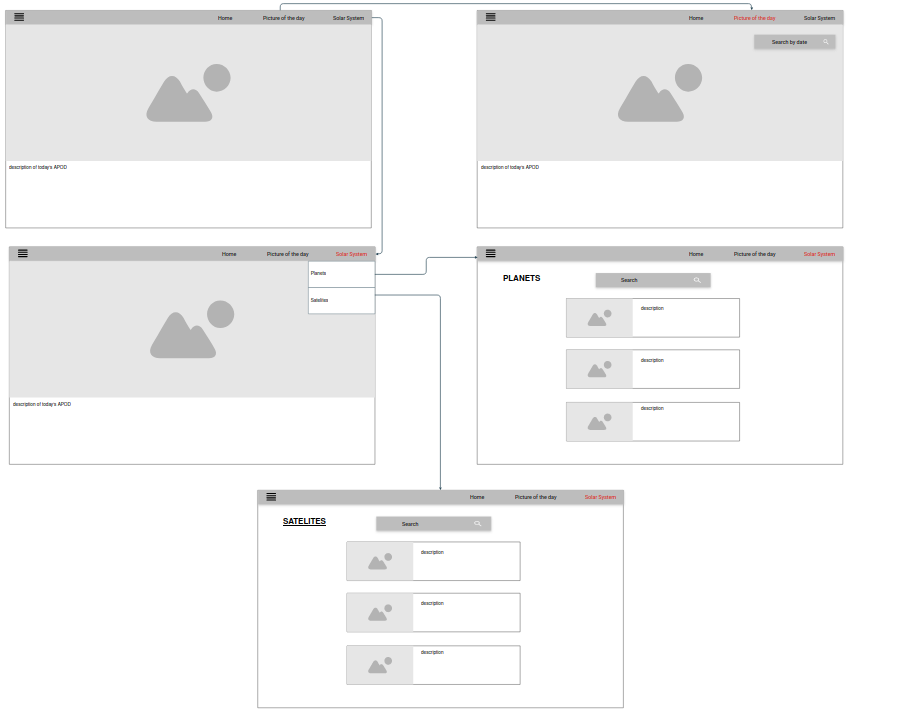 Home Picture of the day Solar System
description of today's APOD
Home Picture of the day Solar System
Search by date
description of today's APOD
Home Picture of the day Solar System
Planets
Satelites
description of today's APOD
Home Picture of the day Solar System
PLANETS Search
description
description
description
Home Picture of the day Solar System
SATELITES Search
description
description
description